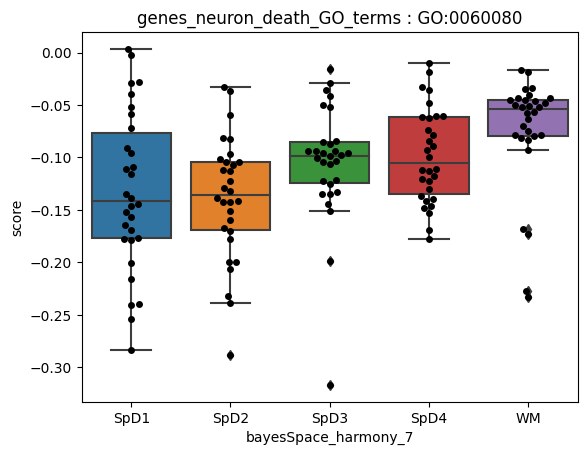 genes_neuron_death_GO_terms : GO:0060080
0.00
−0.05
−0.10
−0.15
−0.20
−0.25
−0.30
score
SpD1 SpD2 SpD3 SpD4 WM
bayesSpace_harmony_7